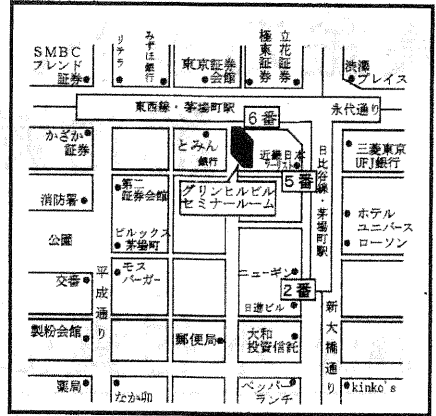 SMBC
フレンド
証券
リテラ
みずほ
銀行
東京証券
会館
極東証券
立花証券
渋澤
プレイス
東西線・茅場町駅
永代通り
6番
かざか
証券
とみん
銀行
近畿日本
ツーリスト
日比谷線・茅場町駅
三菱東京
UFJ銀行
5番
消防署
第二
証券会館
グリンヒルビル
セミナールーム
ホテル
ユニバース
ローソン
公園
ビルックス
茅場町
交番
平成通り
モス
バーガー
ニューギン
2番
日進ビル
新大橋通り
製粉会館
郵便局
大和
投資信託
薬局
なか卯
ペッパー
ランチ
kinko's